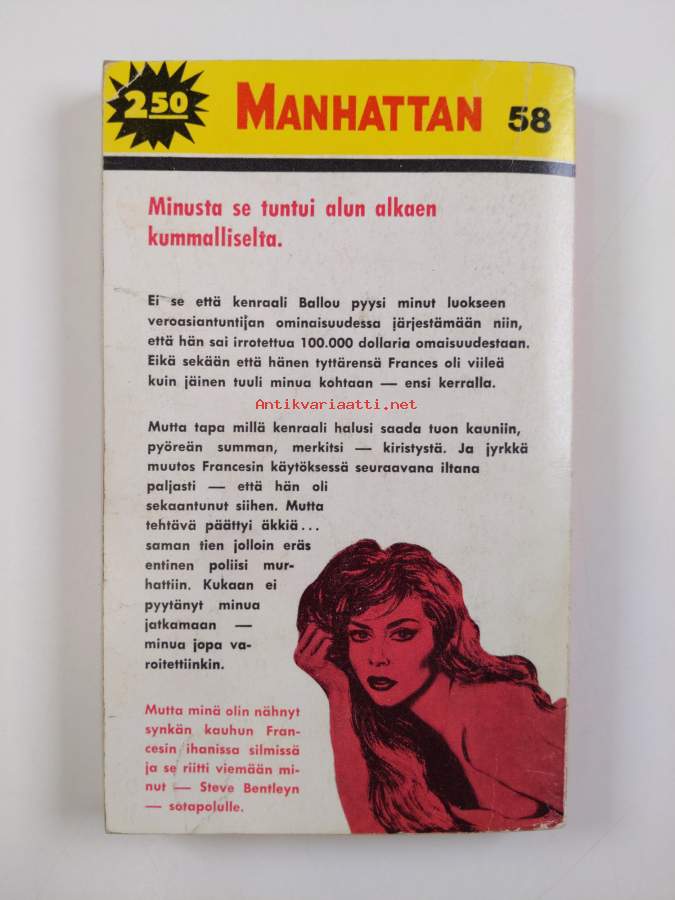 250 MANHATTAN 58
Minusta se tuntui alun alkaen
kummalliselta.
Ei se että kenraali Ballou pyysi minut luokseen
veroasiantuntijan ominaisuudessa järjestämään niin,
että hän sai irrotettua 100.000 dollaria omaisuudestaan.
Eikä sekään että hänen tyttärensä Frances oli viileä
kuin jäinen tuuli minua kohtaan — ensi kerralla.
Antikvariaatti.net
Mutta tapa millä kenraali halusi saada tuon kauniin,
pyöreän summan, merkitsi — kiristystä. Ja jyrkkä
muutos Francesin käytöksessä seuraavana iltana
paljasti — että hän oli
sekaantunut siihen. Mutta
tehtävä päättyi äkkiä...
saman tien jolloin eräs
entinen poliisi mur-
hattiin. Kukaan ei
pyytänyt minua
jatkamaan —
minua jopa va-
roitettiinkin.
Mutta minä olin nähnyt
synkän kauhun Fran-
cesin ihanissa silmissä
ja se riitti viemään mi-
nut — Steve Bentleyn
— sotapolulle.